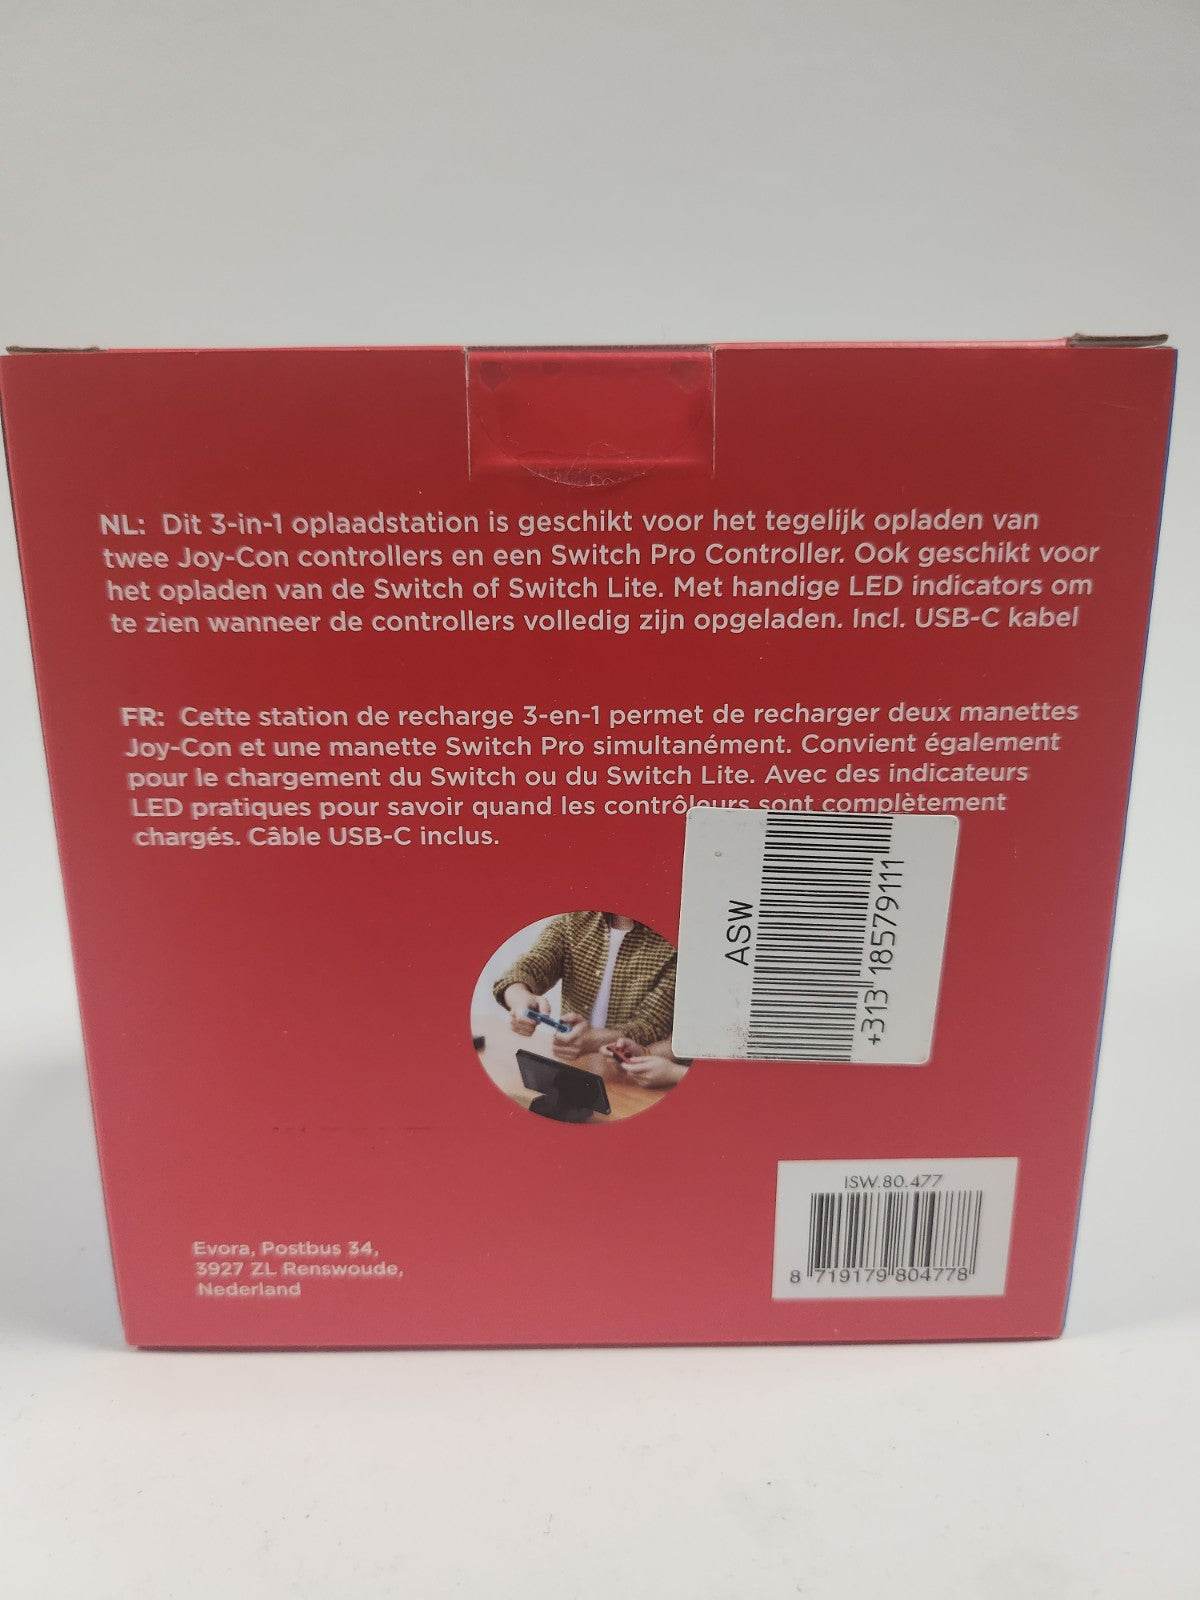 NL: Dit 3-in-1 oplaadstation is geschikt voor het tegelijk opladen van
twee Joy-Con controllers en een Switch Pro Controller. Ook geschikt voor
het opladen van de Switch of Switch Lite. Met handige LED indicators om
te zien wanneer de controllers volledig zijn opgeladen. Incl. USB-C kabel
FR: Cette station de recharge 3-en-1 permet de recharger deux manettes
Joy-Con et une manette Switch Pro simultanément. Convient également
pour le chargement du Switch ou du Switch Lite. Avec des indicateurs
LED pratiques pour savoir quand les contrôleurs sont complètement
chargés. Câble USB-C inclus.
ASW
+313 18579111
ISW.80.477
8 719179 804778
Evora, Postbus 34,
3927 ZL Renswoude,
Nederland